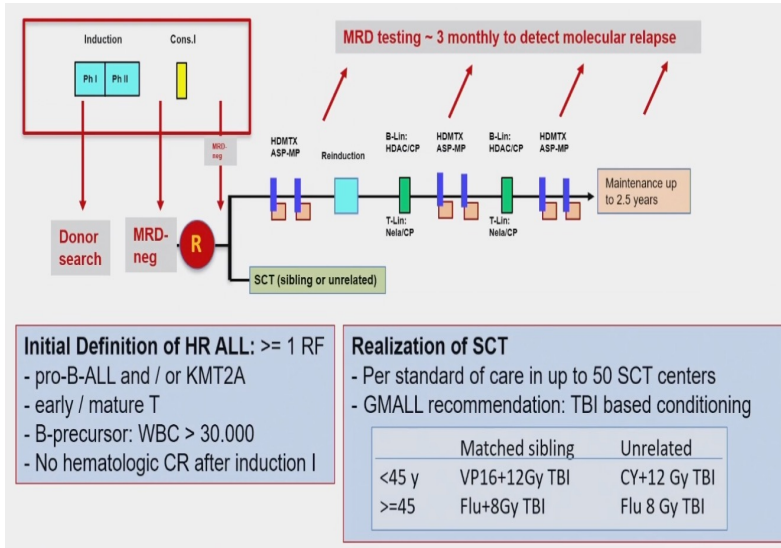 Induction
Cons.I
Ph I
Ph II
MRD testing ~ 3 monthly to detect molecular relapse
MRD-
neg
HDMTX
ASP-MP
Reinduction
B-Lin:
HDAC/CP
HDMTX
ASP-MP
B-Lin:
HDAC/CP
HDMTX
ASP-MP
Maintenance up
to 2.5 years
T-Lin:
Nela/CP
T-Lin:
Nela/CP
Donor
search
MRD-
neg
R
SCT (sibling or unrelated)
Initial Definition of HR ALL: >= 1 RF
- pro-B-ALL and / or KMT2A
- early / mature T
- B-precursor: WBC > 30.000
- No hematologic CR after induction I
Realization of SCT
- Per standard of care in up to 50 SCT centers
- GMALL recommendation: TBI based conditioning
Matched sibling Unrelated
<45 y VP16+12Gy TBI CY+12 Gy TBI
>=45 Flu+8Gy TBI Flu 8 Gy TBI